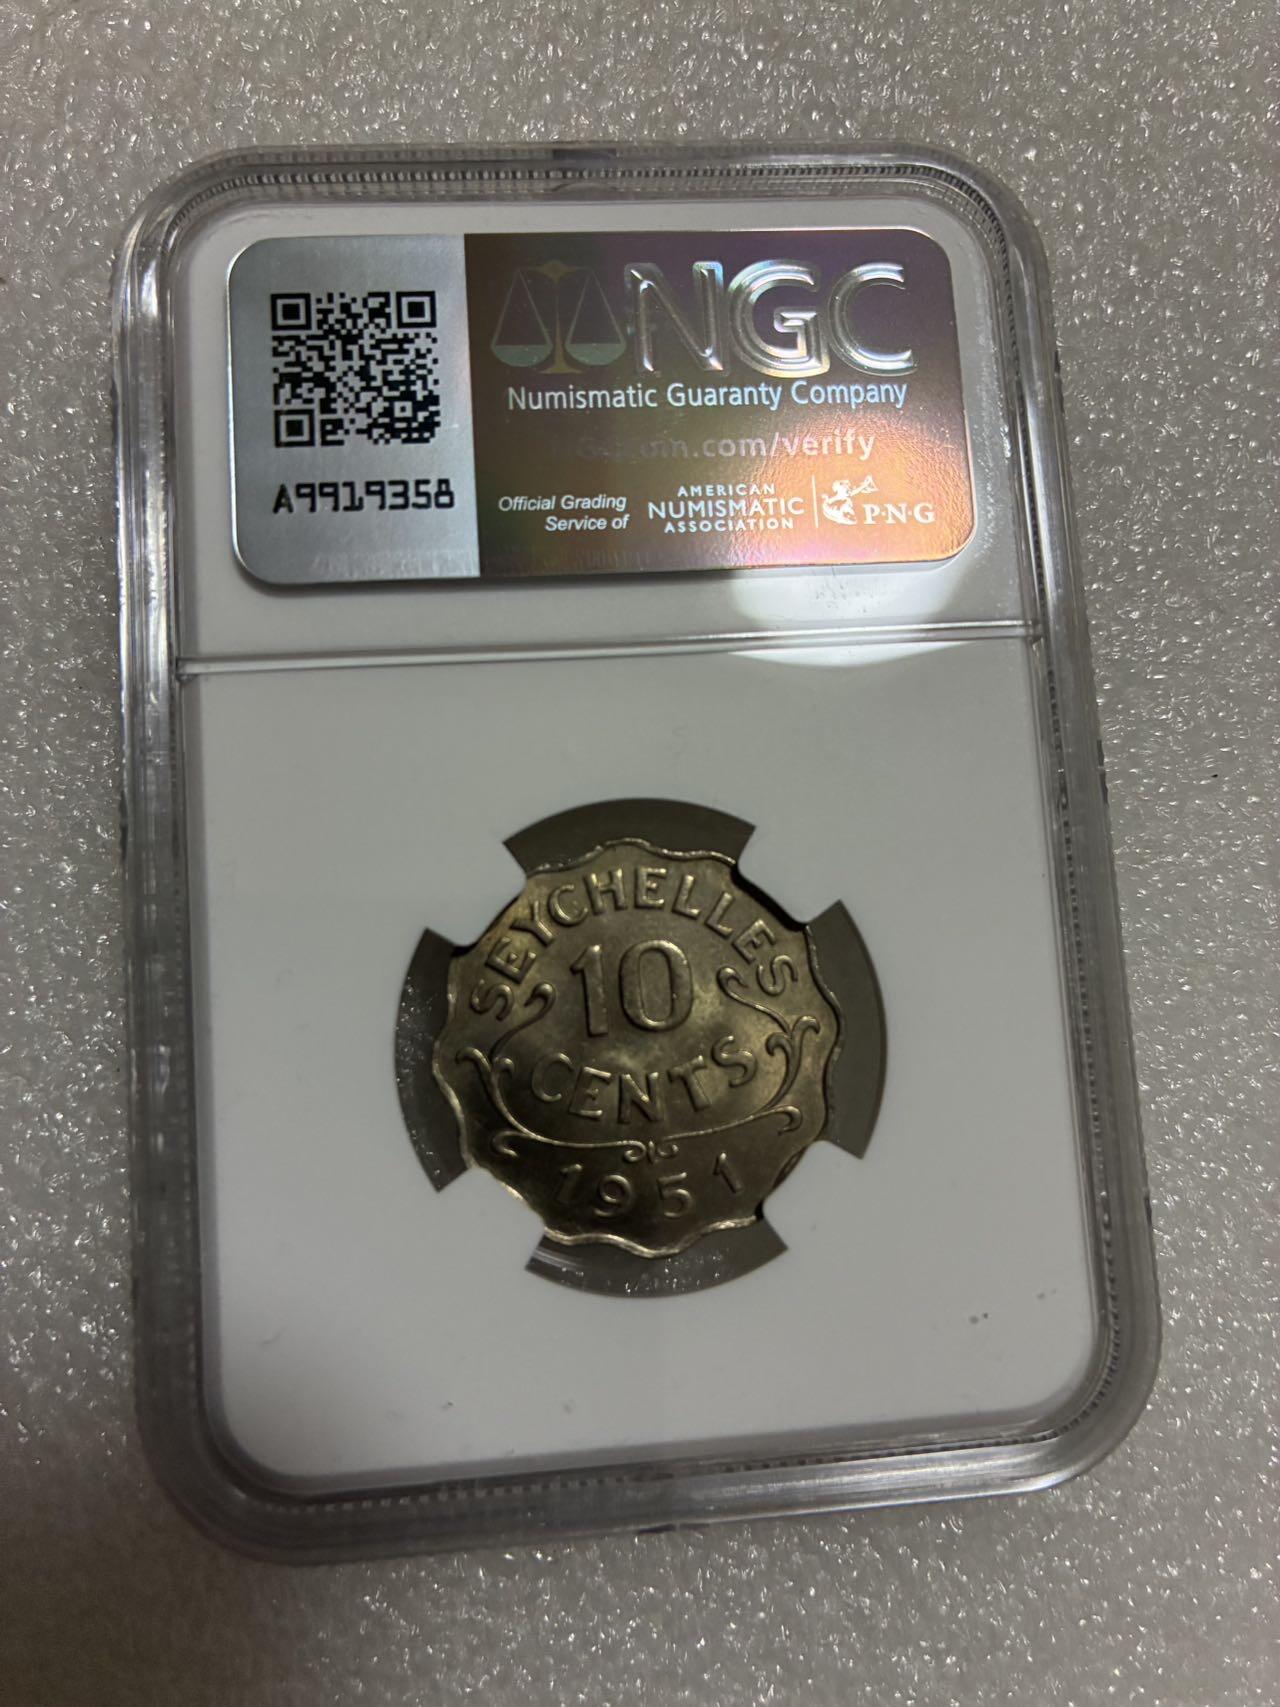 NGC
Numismatic Guaranty Company
.com/verify
A9919358
Official Grading
Service of
AMERICAN
NUMISMATIC
ASSOCIATION
P·N·G
SEYCHELLES
10
CENTS
1951